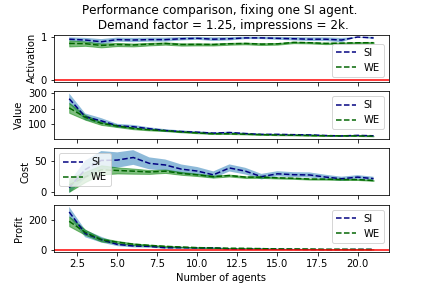 Performance comparison, fixing one SI agent.
Demand factor = 1.25, impressions = 2k.
Activation
1
0
SI
WE
Value
300
200
100
SI
WE
Cost
50
0
SI
WE
Profit
200
0
SI
WE
2.5 5.0 7.5 10.0 12.5 15.0 17.5 20.0
Number of agents